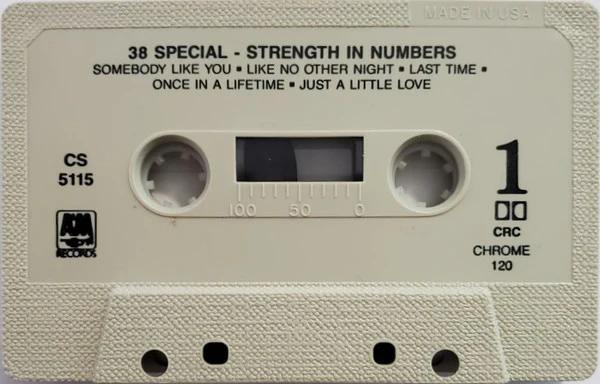 MADE IN USA
38 SPECIAL - STRENGTH IN NUMBERS
SOMEBODY LIKE YOU ▪ LIKE NO OTHER NIGHT ▪ LAST TIME ▪
ONCE IN A LIFETIME ▪ JUST A LITTLE LOVE
CS
5115
1
100 50 0
A&M
RECORDS
CRC
CHROME
120